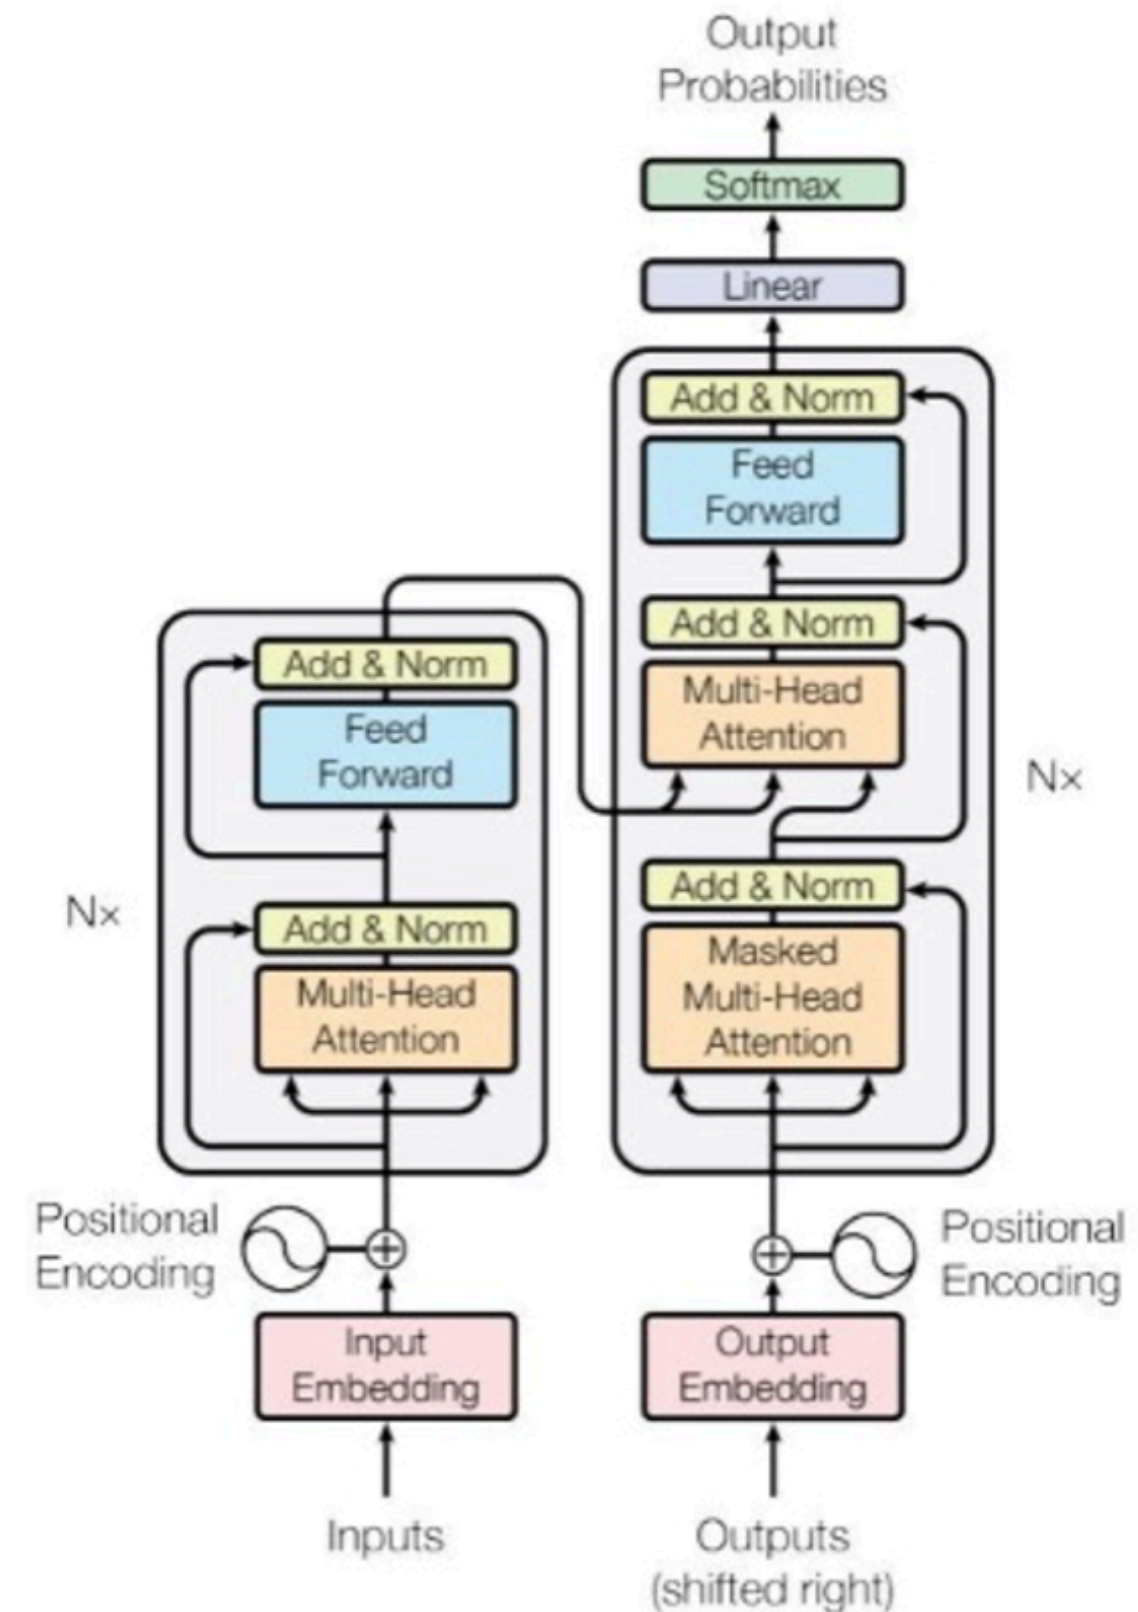 Output
Probabilities
Softmax
Linear
Add & Norm
Feed
Forward
Add & Norm
Multi-Head
Attention
Nx
Add & Norm
Masked
Multi-Head
Attention
Add & Norm
Feed
Forward
Nx
Add & Norm
Multi-Head
Attention
Positional
Encoding
Positional
Encoding
Input
Embedding
Output
Embedding
Inputs
Outputs
(shifted right)